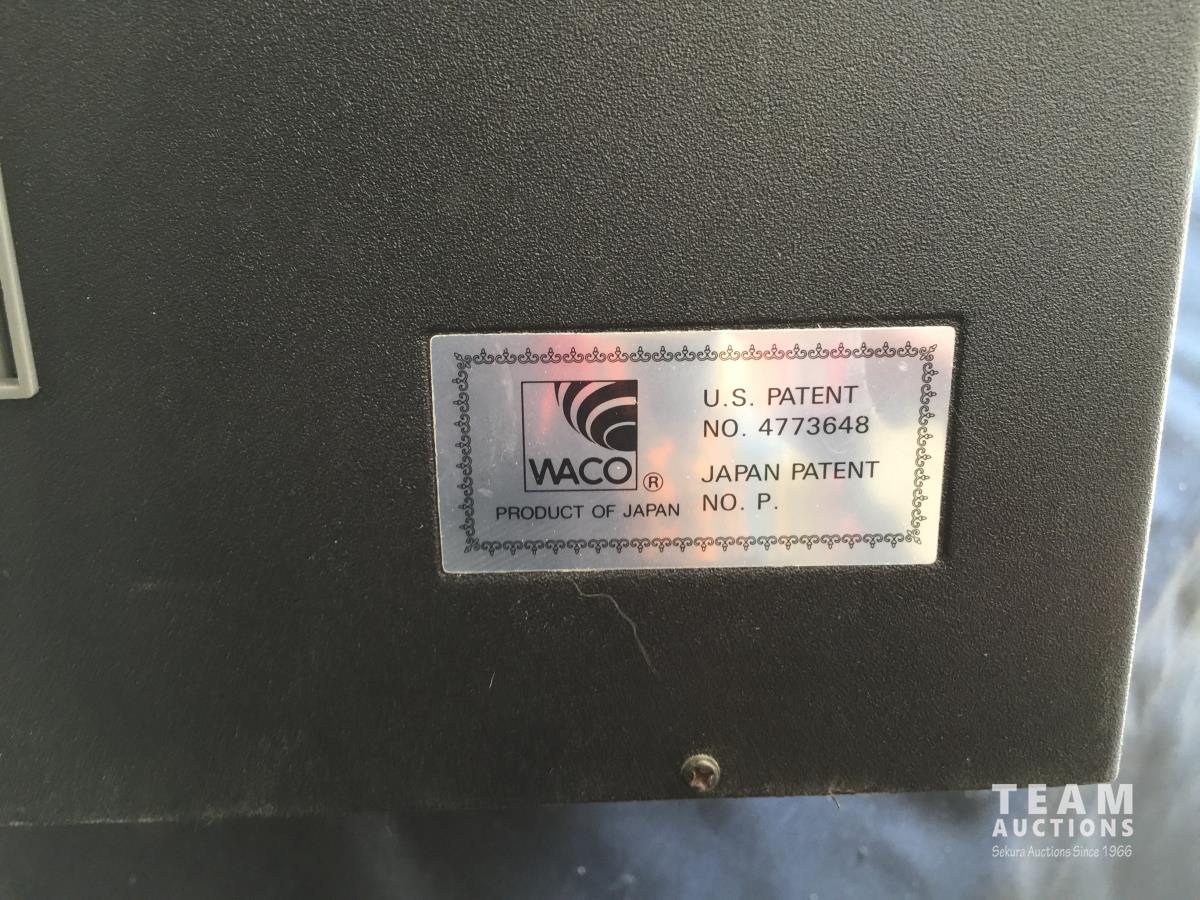 WACO®
PRODUCT OF JAPAN
U.S. PATENT
NO. 4773648
JAPAN PATENT
NO. P.
TEAM
AUCTIONS
Sekura Auctions Since 1966